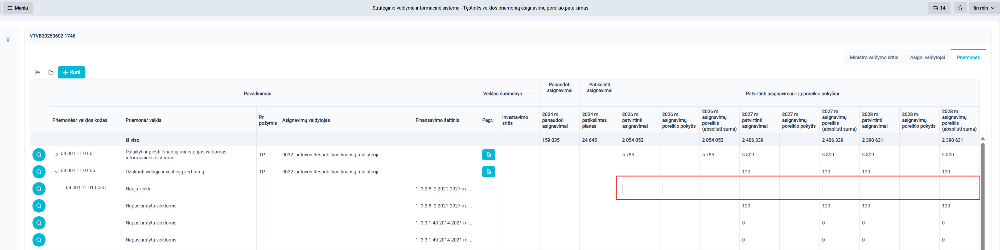 Meniu
Strateginio valdymo informacinė sistema - Tęstinės veiklos priemonių asignavimų poreikio pateikimas
14
fin min
VTVB20250602-1746
Ministro valdymo sritis
Asign. valdytojai
Priemonės
Kurti
Pavadinimas
Veiklos duomenys
Panaudoti
asignavimai
Patikslinti
asignavimai
Patvirtinti asignavimai ir jų poreikio pokyčiai
Priemonės/ veiklos kodas
Priemonė/ veikla
Pr.
požymis
Asignavimų valdytojas
Finansavimo šaltinis
Pagr.
Investavimo
sritis
2024 m.
panaudoti
asignavimai
2024 m.
patikslintas
planas
2026 m.
patvirtinti
asignavimai
2026 m.
asignavimų
poreikio pokytis
2026 m.
asignavimų
poreikis
(absoliuti suma)
2027 m.
patvirtinti
asignavimai
2027 m.
asignavimų
poreikio pokytis
2027 m.
asignavimų
poreikis
(absoliuti suma)
2028 m.
patvirtinti
asignavimai
2028 m.
asignavimų
poreikio pokytis
2028 m.
asignavimų
poreikis
(absoliuti suma)
Iš viso 159 035 24 645 2 054 052 2 054 052 2 406 339 2 406 339 2 390 631 2 390 631
04 001 11 01 01
Palaikyti ir plėsti Finansų ministerijos valdomas
informacines sistemas
TP 0032 Lietuvos Respublikos finansų ministerija 5 785 5 785 3 800 3 800 3 800 3 800
04 001 11 01 05 Užtikrinti viešųjų investicijų vertinimą TP 0032 Lietuvos Respublikos finansų ministerija 120 120 120 120
04 001 11 01 05-01 Nauja veikla 1. 3.2.8. 2 2021-2027 m. ...
Nepaskirstyta veiklomis 1. 3.2.8. 2 2021-2027 m. ... 120 120 120 120
Nepaskirstyta veiklomis 1. 3.3.1.48 2014-2021 m. ... 0 0 0 0
Nepaskirstyta veiklomis 1. 3.3.1.49 2014-2021 m. ... 0 0 0 0